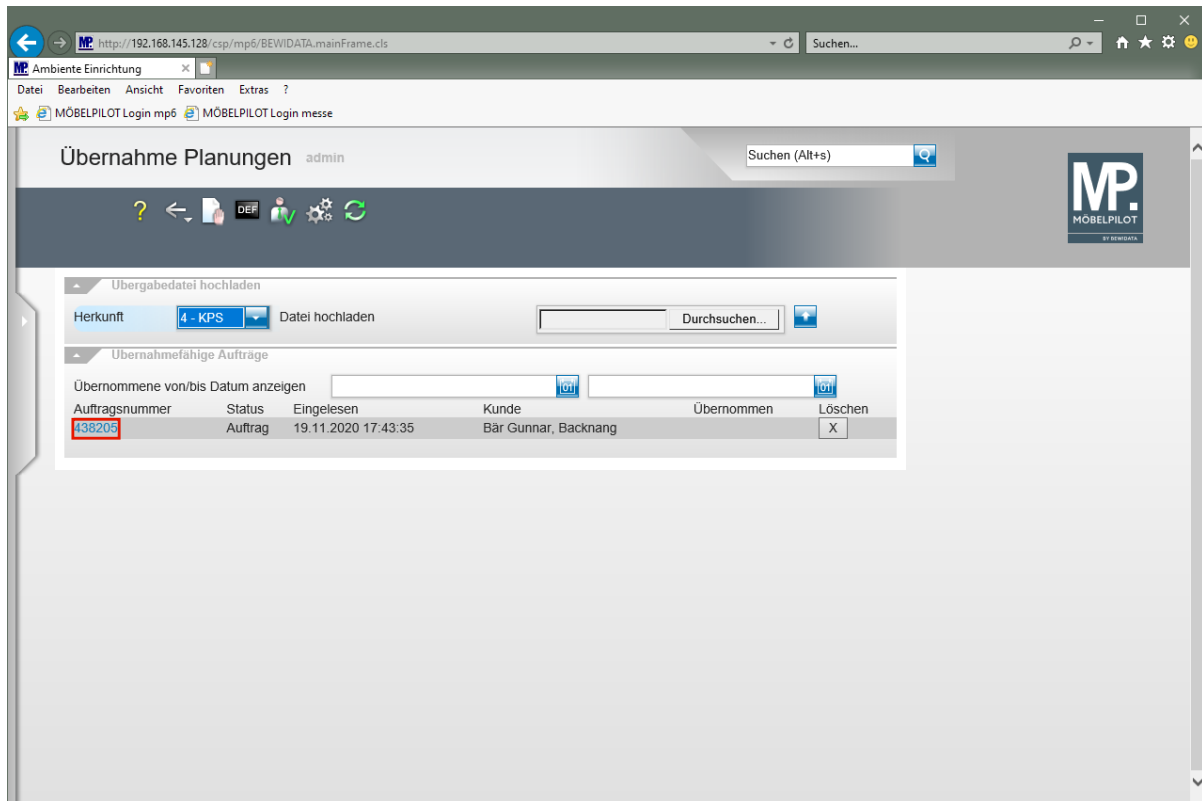 http://192.168.145.128/csp/mp6/BEWIDATA.mainFrame.cls
Suchen...
MP. Ambiente Einrichtung
Datei Bearbeiten Ansicht Favoriten Extras ?
MÖBELPILOT Login mp6 MÖBELPILOT Login messe
Übernahme Planungen admin
Suchen (Alt+s)
? DEF
MP.
MÖBELPILOT
BY BEWIDATA
Übergabedatei hochladen
Herkunft 4 - KPS Datei hochladen Durchsuchen...
Übernahmefähige Aufträge
Übernommene von/bis Datum anzeigen 01 01
Auftragsnummer Status Eingelesen Kunde Übernommen Löschen
438205 Auftrag 19.11.2020 17:43:35 Bär Gunnar, Backnang X